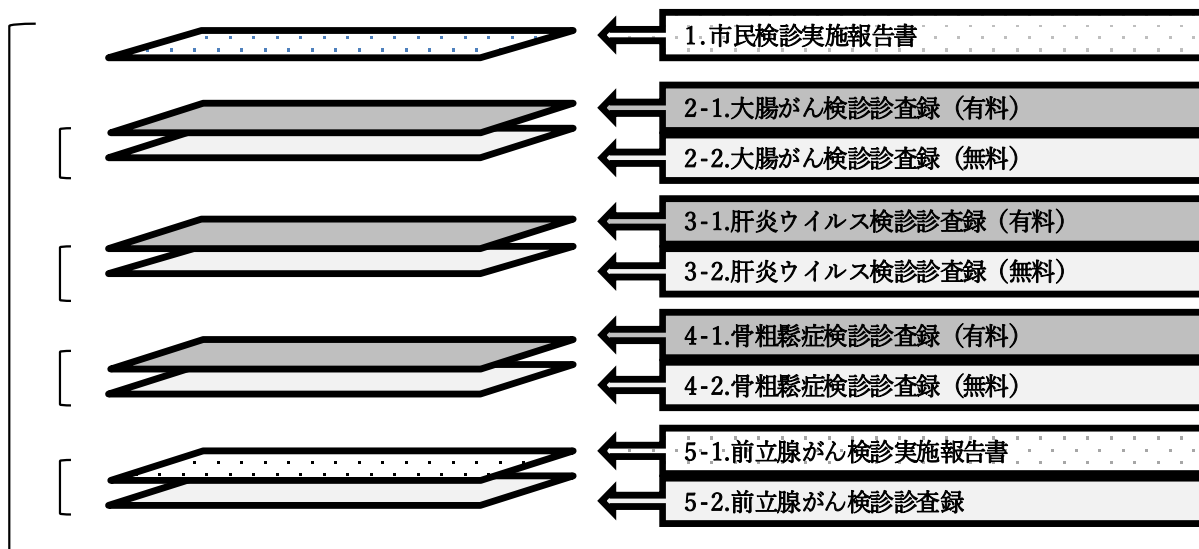 1.市民検診実施報告書
2-1.大腸がん検診診査録（有料）
2-2.大腸がん検診診査録（無料）
3-1.肝炎ウイルス検診診査録（有料）
3-2.肝炎ウイルス検診診査録（無料）
4-1.骨粗鬆症検診診査録（有料）
4-2.骨粗鬆症検診診査録（無料）
5-1.前立腺がん検診実施報告書
5-2.前立腺がん検診診査録